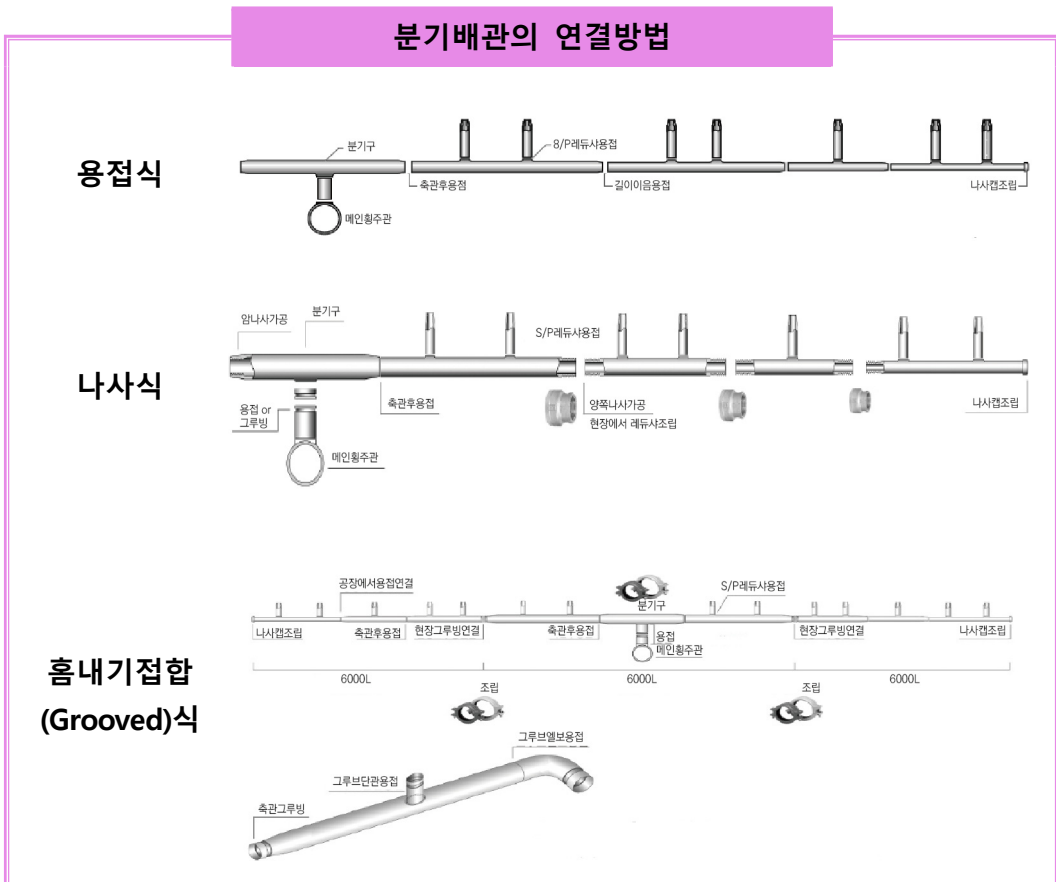 분기배관의 연결방법
용접식
분기구
8/P레듀샤용접
축관후용점
길이이음용접
나사캡조립
메인횡주관
나사식
암나사가공
분기구
S/P레듀샤용접
용접 or
그루빙
축관후용접
양쪽나사가공
현장에서 레듀샤조립
나사캡조립
메인횡주관
홈내기접합
(Grooved)식
공장에서용접연결
분기구
S/P레듀샤용접
나사캡조립
축관후용접
현장그루빙연결
축관후용접
용접
메인횡주관
현장그루빙연결
나사캡조립
6000L
6000L
6000L
조립
조립
그루브엘보용접
그루브단관용접
축관그루빙